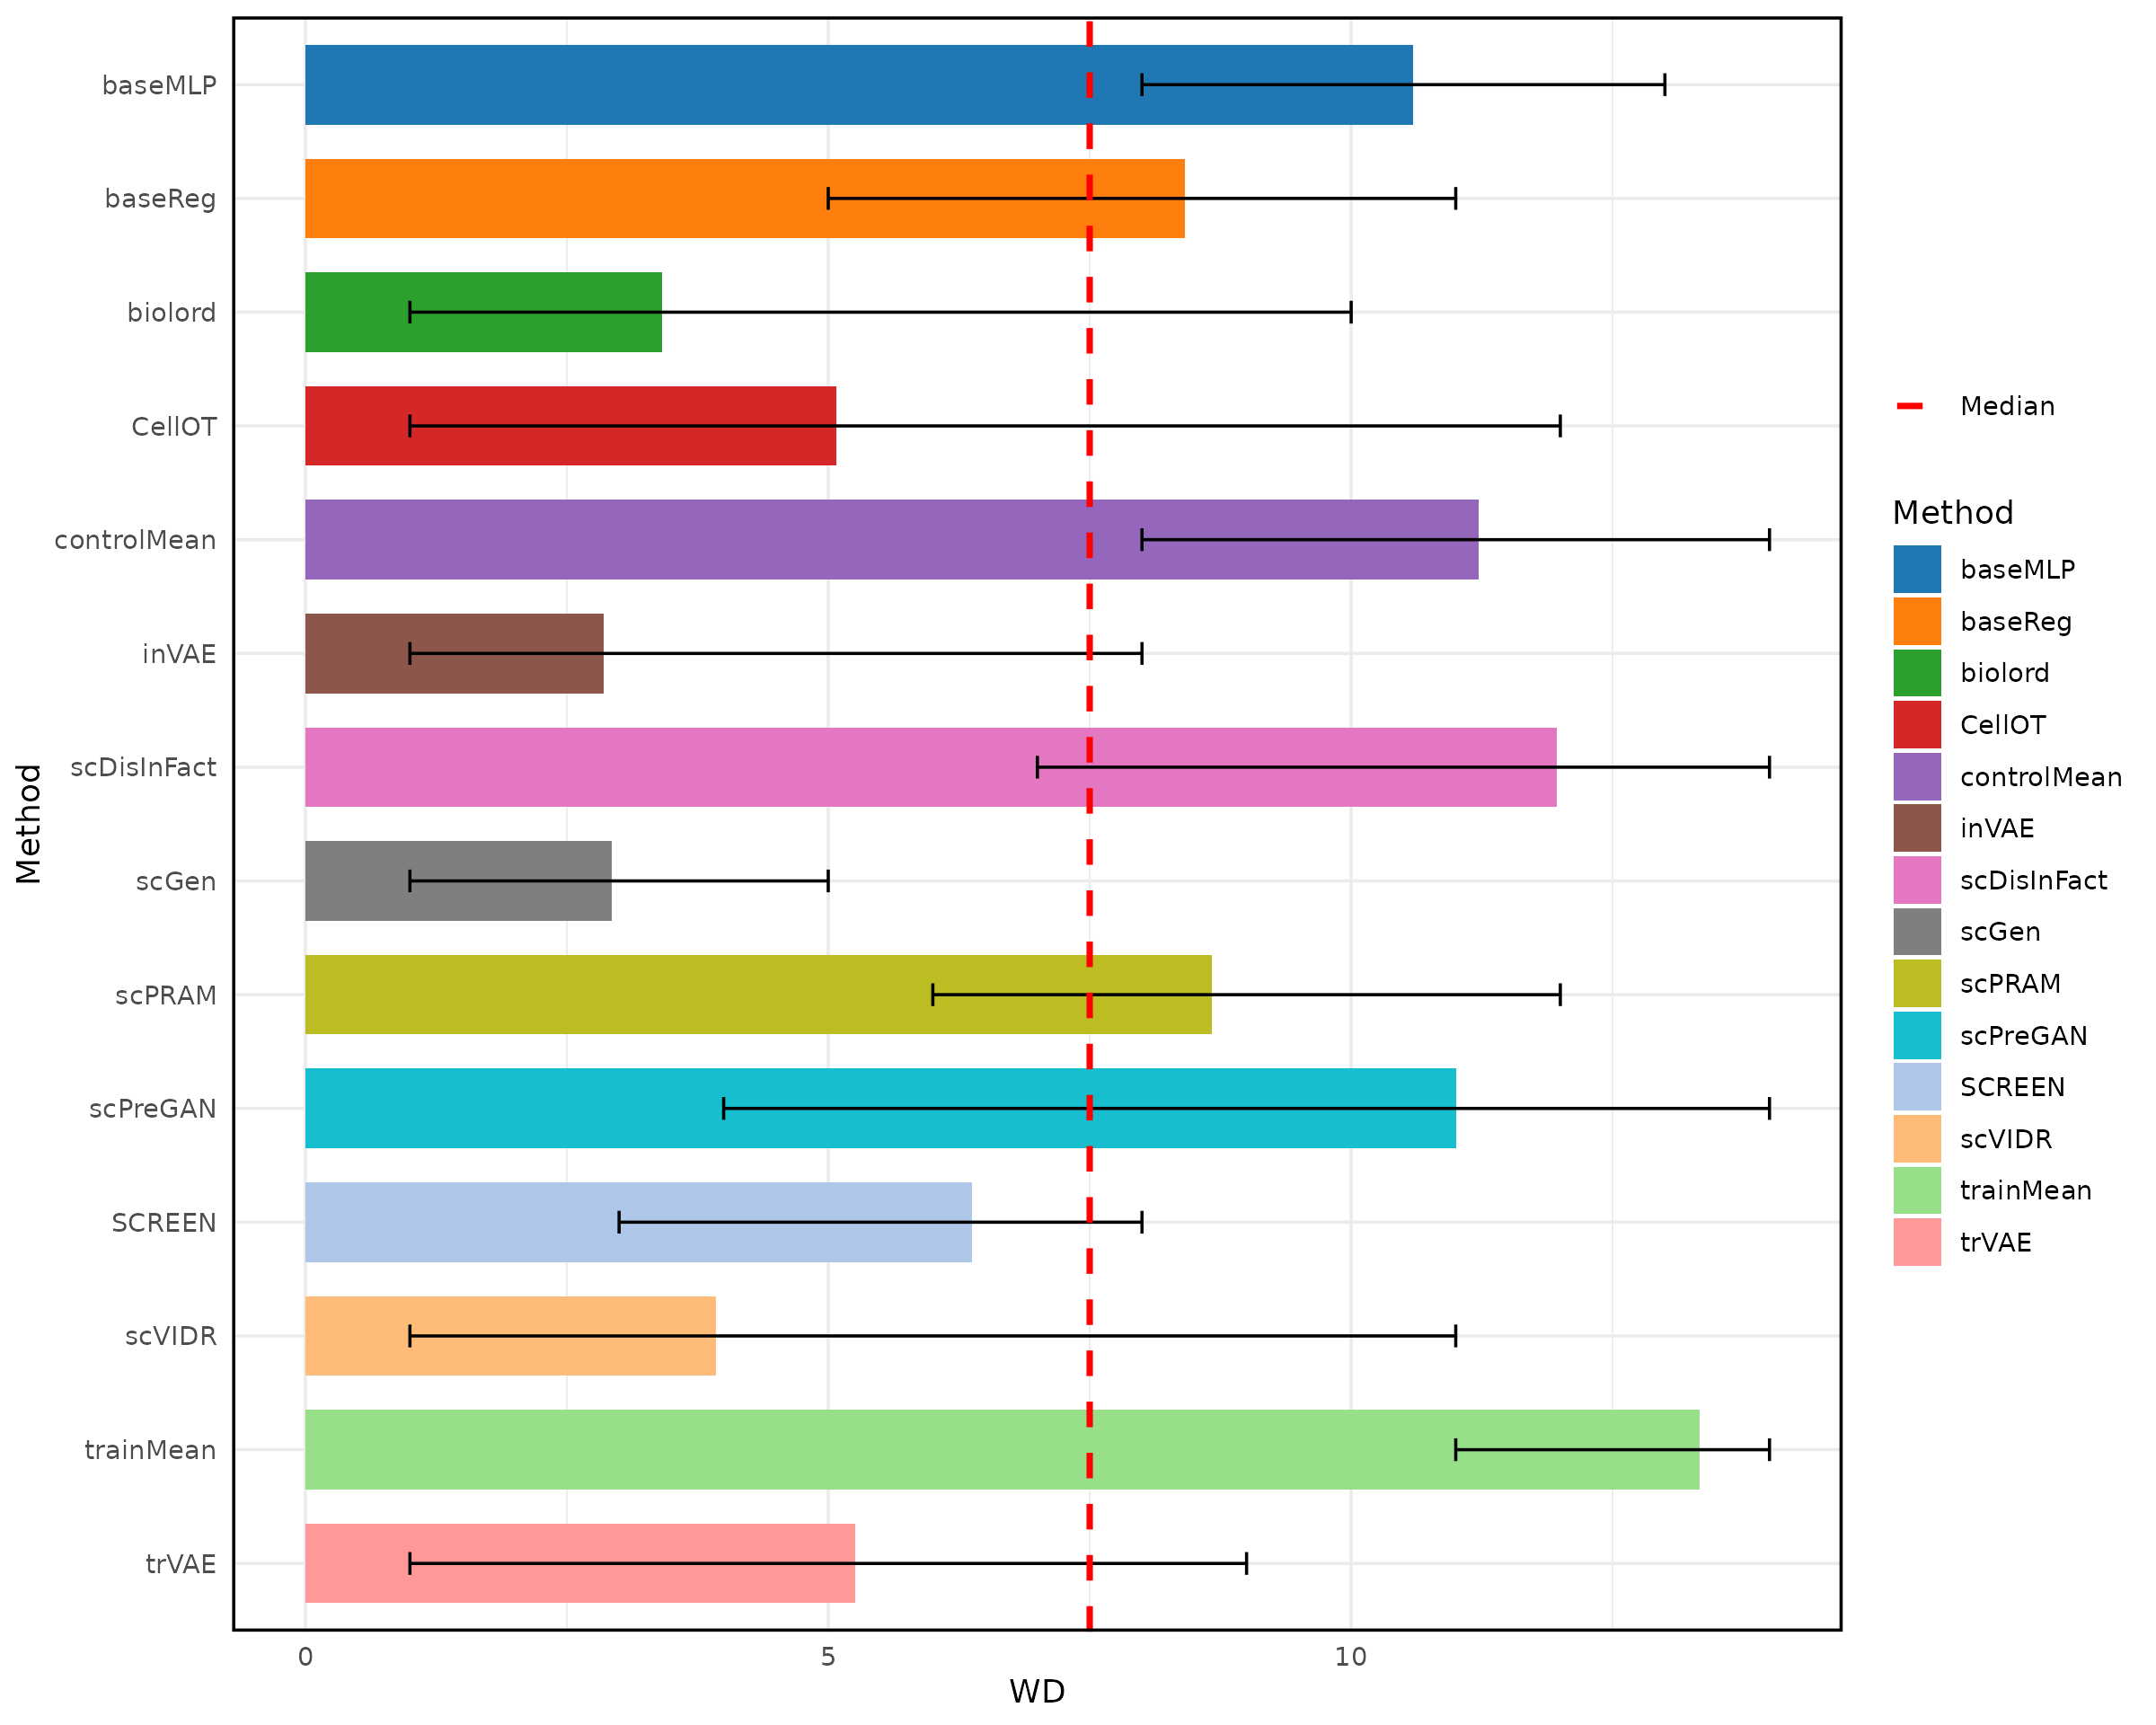 baseMLP
baseReg
biolord
CellOT
controlMean
inVAE
scDisInFact
scGen
scPRAM
scPreGAN
SCREEN
scVIDR
trainMean
trVAE
Method
0 5 10
WD
Median
Method
baseMLP
baseReg
biolord
CellOT
controlMean
inVAE
scDisInFact
scGen
scPRAM
scPreGAN
SCREEN
scVIDR
trainMean
trVAE